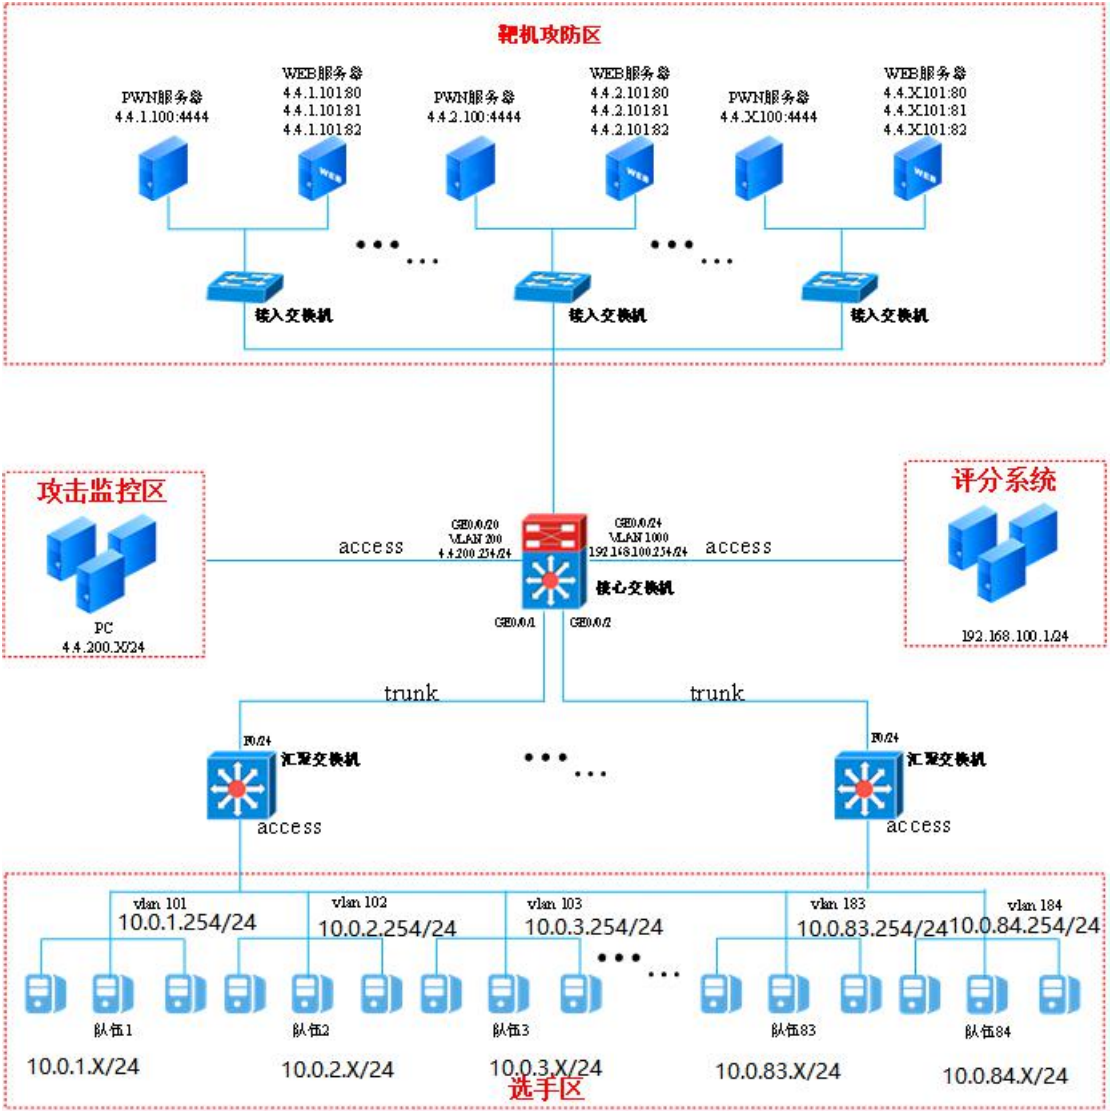 靶机攻防区
PWN服务器
4.4.1.100:4444
WEB服务器
4.4.1.101:80
4.4.1.101:81
4.4.1.101:82
PWN服务器
4.4.2.100:4444
WEB服务器
4.4.2.101:80
4.4.2.101:81
4.4.2.101:82
PWN服务器
4.4.X.100:4444
WEB服务器
4.4.X.101:80
4.4.X.101:81
4.4.X.101:82
WEB
WEB
WEB
接入交换机
接入交换机
接入交换机
攻击监控区
PC
4.4.200.X/24
access
GE0/0/20
VLAN 200
4.4.200.254/24
GE0/0/24
VLAN 1000
192.168.100.254/24
access
核心交换机
评分系统
192.168.100.1/24
GE0/0/1
GE0/0/2
trunk
trunk
F0/24
汇聚交换机
access
F0/24
汇聚交换机
access
vlan 101
10.0.1.254/24
vlan 102
10.0.2.254/24
vlan 103
10.0.3.254/24
vlan 183
10.0.83.254/24
vlan 184
10.0.84.254/24
队伍1
队伍2
队伍3
队伍83
队伍84
10.0.1.X/24
10.0.2.X/24
10.0.3.X/24
10.0.83.X/24
10.0.84.X/24
选手区